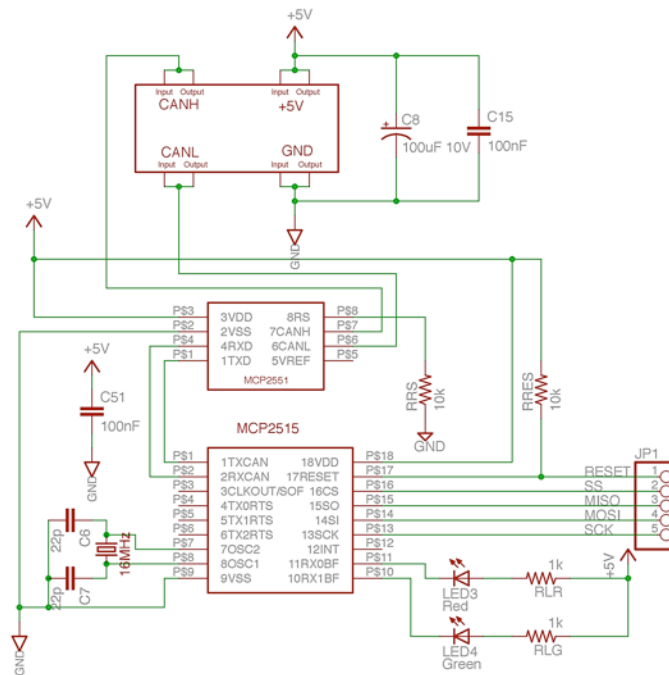 +5V
Input Output
Input Output
CANH
+5V
CANL
GND
Input Output
Input Output
C8
100uF 10V
C15
100nF
GND
+5V
P$3
3VDD
8RS
P$8
P$2
2VSS
7CANH
P$7
P$4
4RXD
6CANL
P$6
P$1
1TXD
5VREF
P$5
MCP2551
+5V
C51
100nF
GND
RRS
10k
GND
RRES
10k
MCP2515
P$1
1TXCAN
18VDD
P$18
P$2
2RXCAN
17RESET
P$17
P$3
3CLKOUT/SOF
16CS
P$16
P$4
4TX0RTS
15SO
P$15
P$5
5TX1RTS
14SI
P$14
P$6
6TX2RTS
13SCK
P$13
P$7
7OSC2
12INT
P$12
P$8
8OSC1
11RX0BF
P$11
P$9
9VSS
10RX1BF
P$10
JP1
RESET
1
SS
2
MISO
3
MOSI
4
SCK
5
22p
C6
16MHz
22p
C7
GND
LED3
Red
1k
RLR
+5V
LED4
Green
1k
RLG